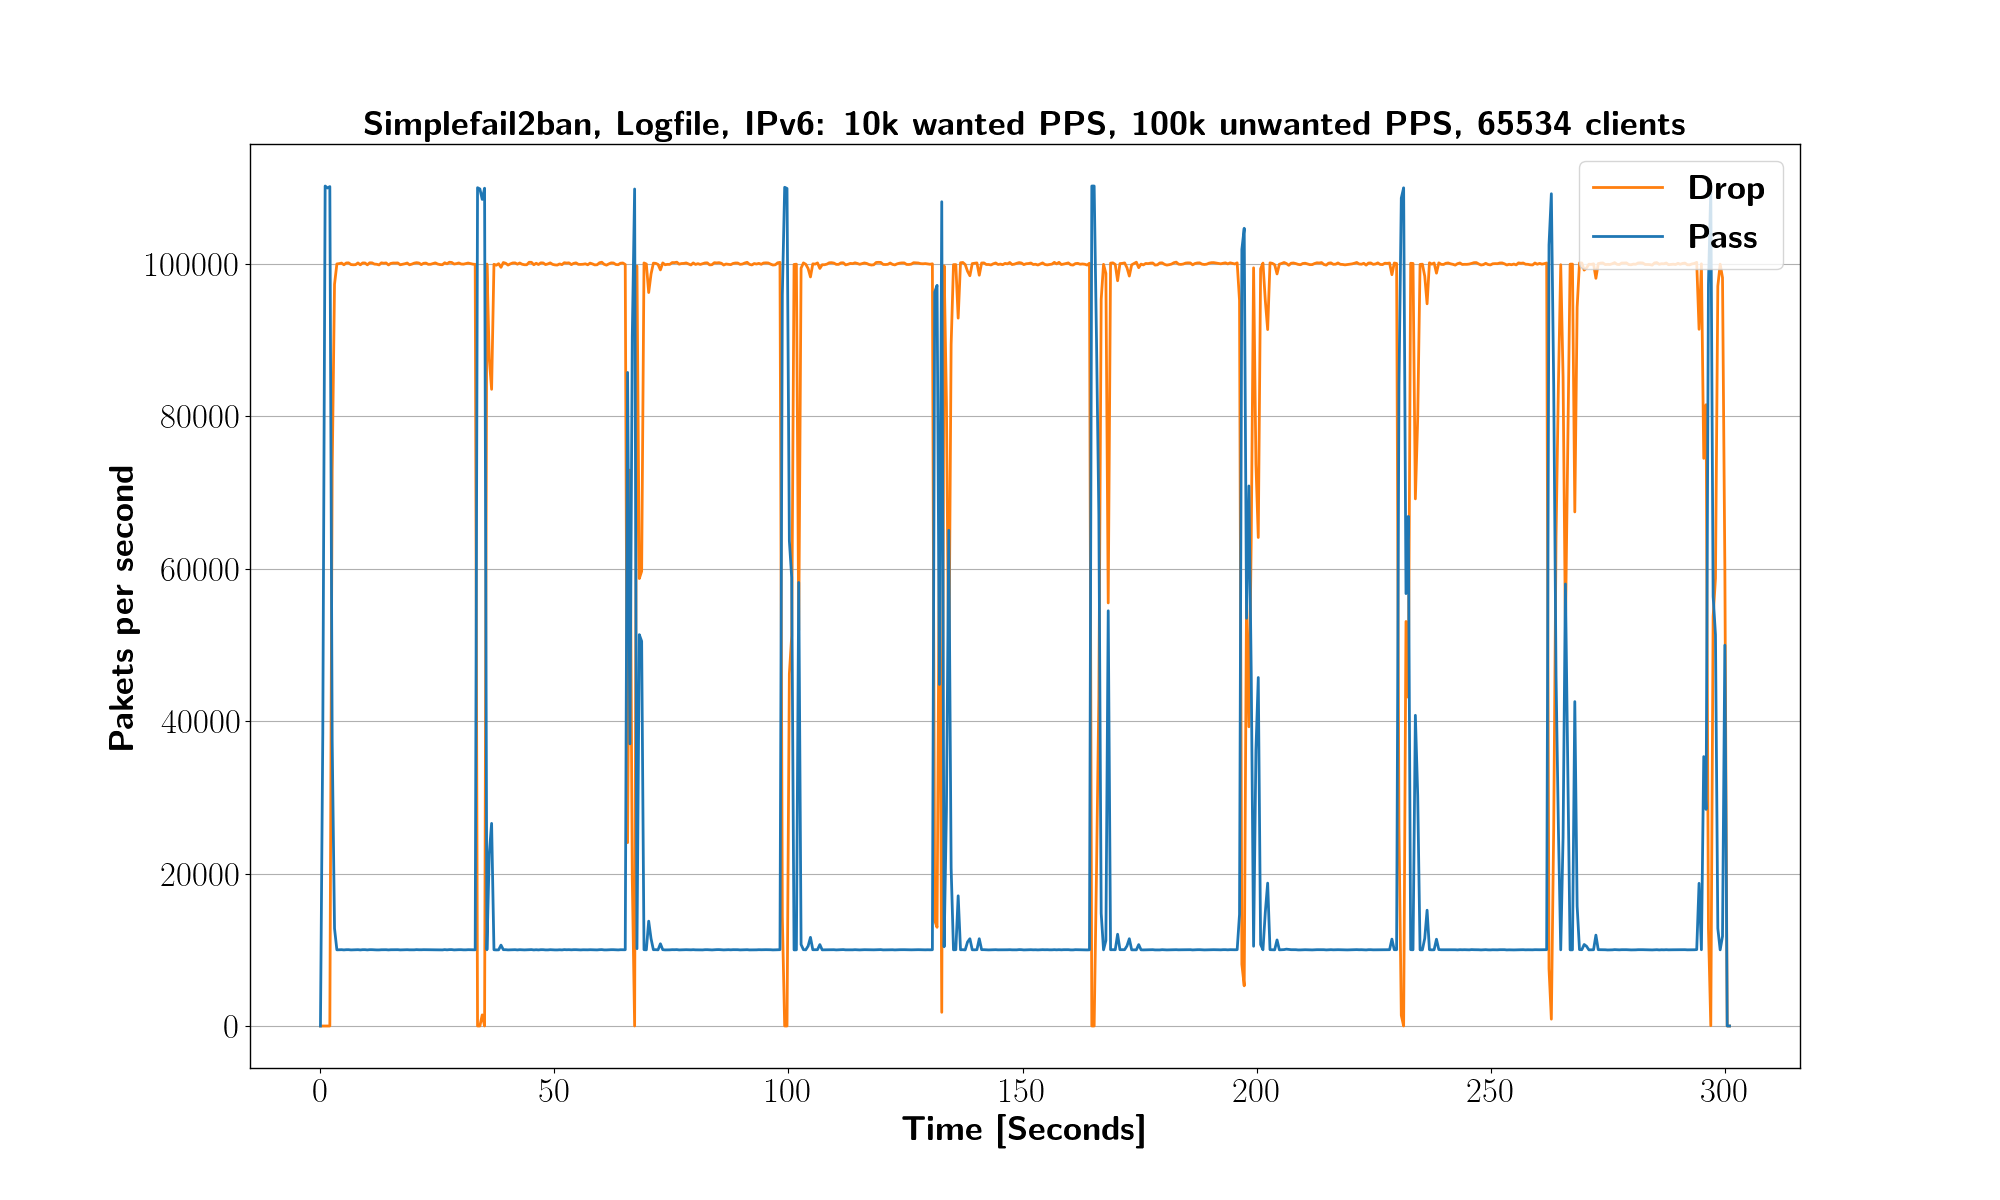 Simplefail2ban, Logfile, IPv6: 10k wanted PPS, 100k unwanted PPS, 65534 clients
Drop
Pass
100000
80000
60000
40000
20000
0
Pakets per second
0 50 100 150 200 250 300
Time [Seconds]